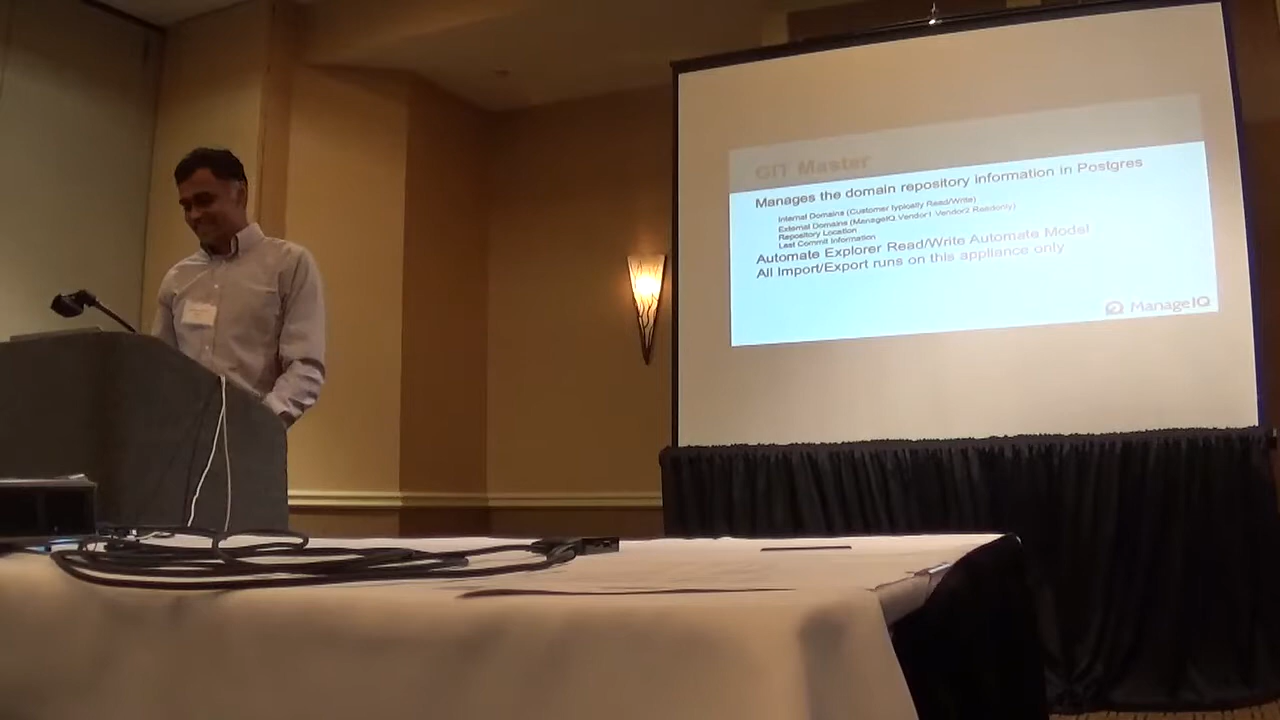 GIT Master
Manages the domain repository information in Postgres
Internal Domains (Customer typically Read/Write)
External Domains (ManageIQ Vendor1 Vendor2 Readonly)
Repository Location
Last Commit Information
Automate Explorer Read/Write Automate Model
All Import/Export runs on this appliance only
ManageIQ